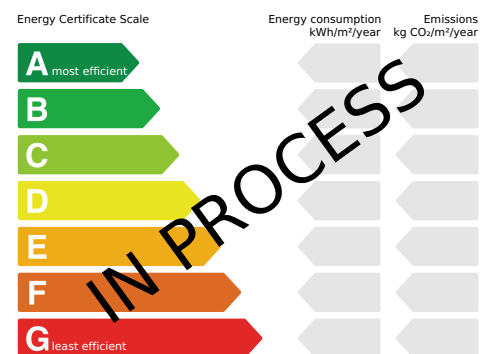 Energy Certificate Scale
Energy consumption
kWh/m²/year
Emissions
kg CO₂/m²/year
A most efficient
B
C
D
E
F
G least efficient
IN PROCESS